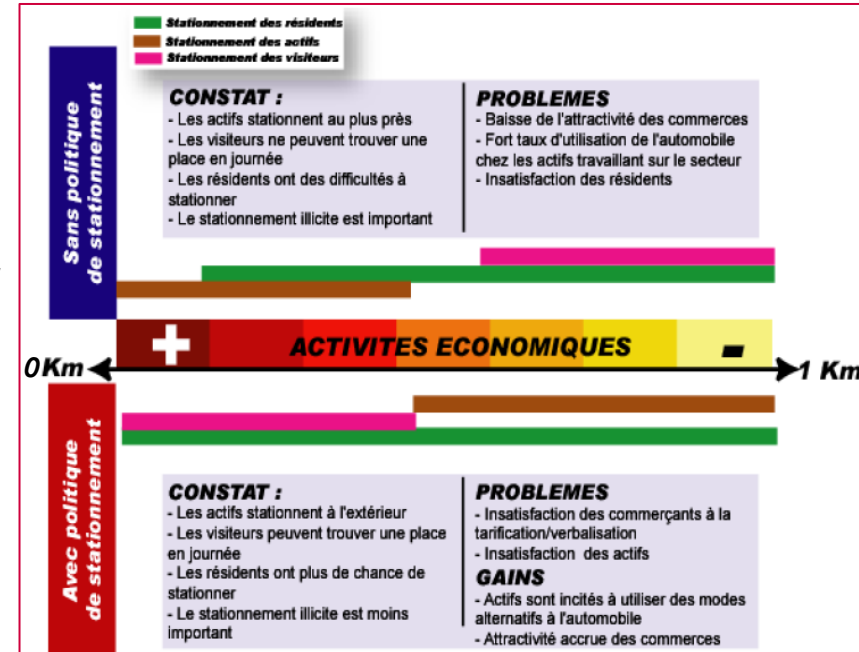 Stationnement des résidents
Stationnement des actifs
Stationnement des visiteurs
Sans politique
de stationnement
CONSTAT :
- Les actifs stationnent au plus près
- Les visiteurs ne peuvent trouver une
place en journée
- Les résidents ont des difficultés à
stationner
- Le stationnement illicite est important
PROBLEMES
- Baisse de l'attractivité des commerces
- Fort taux d'utilisation de l'automobile
chez les actifs travaillant sur le secteur
- Insatisfaction des résidents
+ ACTIVITES ECONOMIQUES -
0 Km 1 Km
Avec politique
de stationnement
CONSTAT :
- Les actifs stationnent à l'extérieur
- Les visiteurs peuvent trouver une place
en journée
- Les résidents ont plus de chance de
stationner
- Le stationnement illicite est moins
important
PROBLEMES
- Insatisfaction des commerçants à la
tarification/verbalisation
- Insatisfaction des actifs
GAINS
- Actifs sont incités à utiliser des modes
alternatifs à l'automobile
- Attractivité accrue des commerces